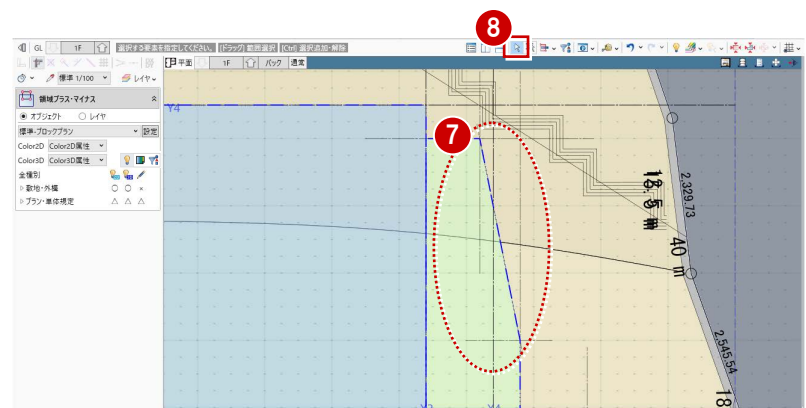 8
GL 1F 選択する要素を指定してください。 [ドラッグ] 範囲選択 [Ctrl] 選択追加・解除
平面 1F バック 通常
標準 1/100 レイヤ
領域プラス・マイナス
オブジェクト レイヤ
標準-ブロックプラン 設定
Color2D Color2D属性
Color3D Color3D属性
全種別
敷地・外構
プラン・単体規定
Y4
7
2,329.73
40 m
2,545.54
18